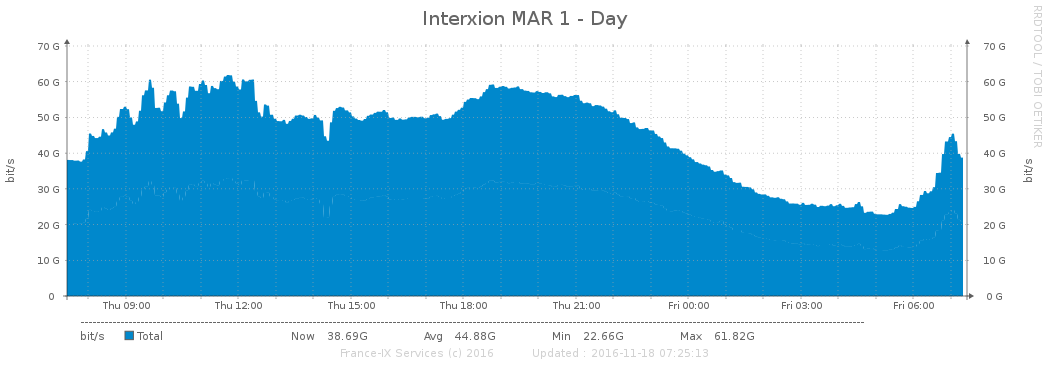 Interxion MAR 1 - Day
RRDTOOL / TOBI OETIKER
bit/s
70 G
60 G
50 G
40 G
30 G
20 G
10 G
0
70 G
60 G
50 G
40 G
30 G
20 G
10 G
0 G
bit/s
Thu 09:00 Thu 12:00 Thu 15:00 Thu 18:00 Thu 21:00 Fri 00:00 Fri 03:00 Fri 06:00
bit/s Total Now 38.69G Avg 44.88G Min 22.66G Max 61.82G
France-IX Services (c) 2016 Updated : 2016-11-18 07:25:13